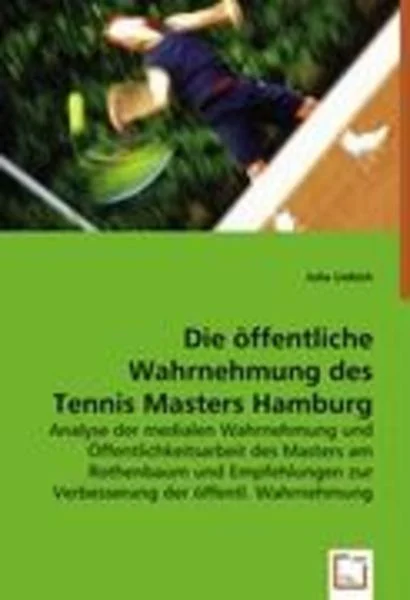 Julia
Die öffentliche
Wahrnehmung des
Tennis Masters Hamburg
Analyse der medialen Wahrnehmung und
Öffentlichkeitsarbeit des Masters am
Rothenbaum und Empfehlungen zur
Verbesserung der öffentl. Wahrnehmung